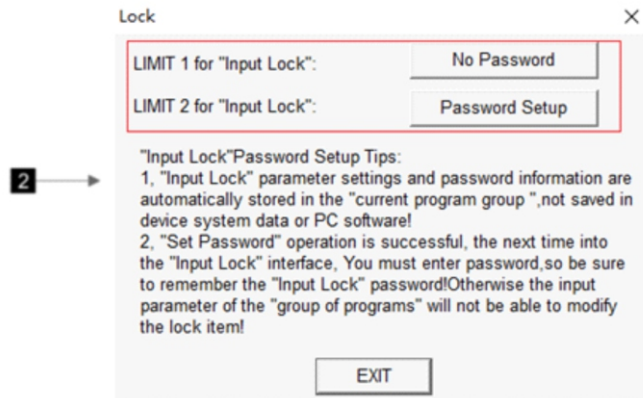 Lock
LIMIT 1 for "Input Lock": No Password
LIMIT 2 for "Input Lock": Password Setup
"Input Lock"Password Setup Tips:
1, "Input Lock" parameter settings and password information are
automatically stored in the "current program group ",not saved in
device system data or PC software!
2
2, "Set Password" operation is successful, the next time into
the "Input Lock" interface, You must enter password,so be sure
to remember the "Input Lock" password!Otherwise the input
parameter of the "group of programs" will not be able to modify
the lock item!
EXIT